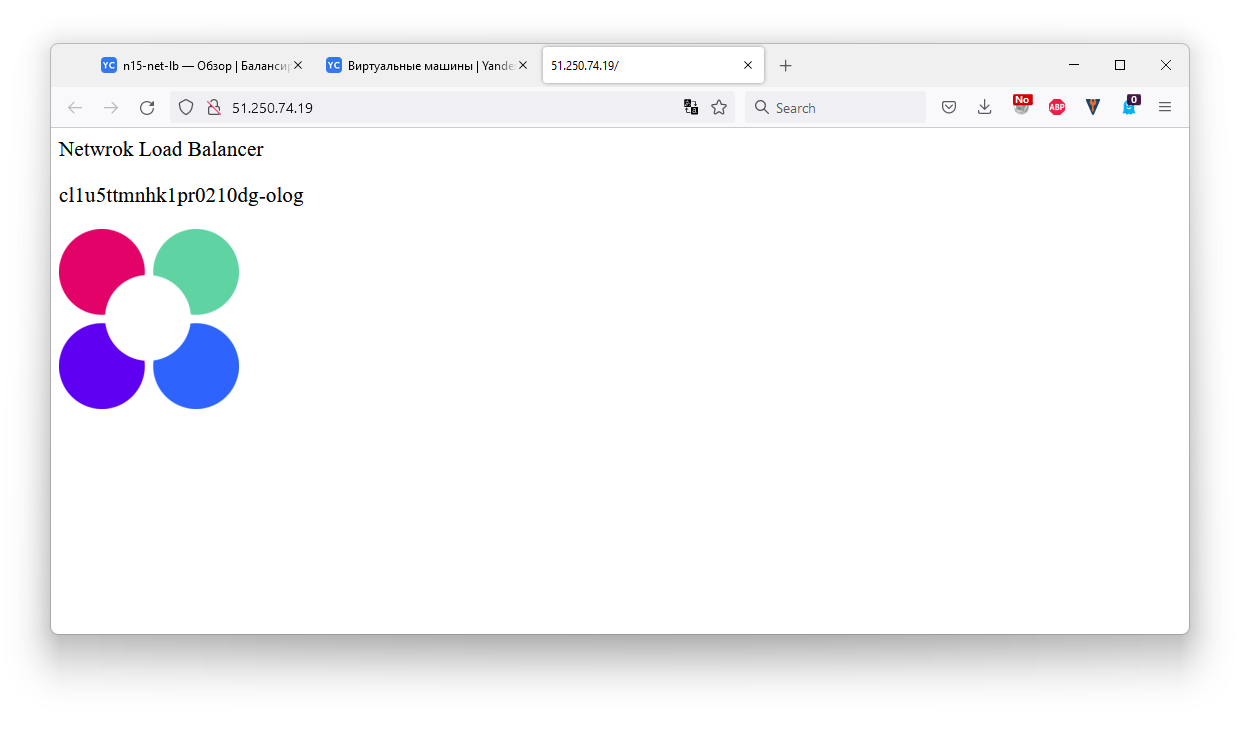 YC n15-net-lb — Обзор | Балансир
YC Виртуальные машины | Yande
51.250.74.19/
51.250.74.19
Search
No
ABP
0
Netwrok Load Balancer
cl1u5ttmnhk1pr0210dg-olog